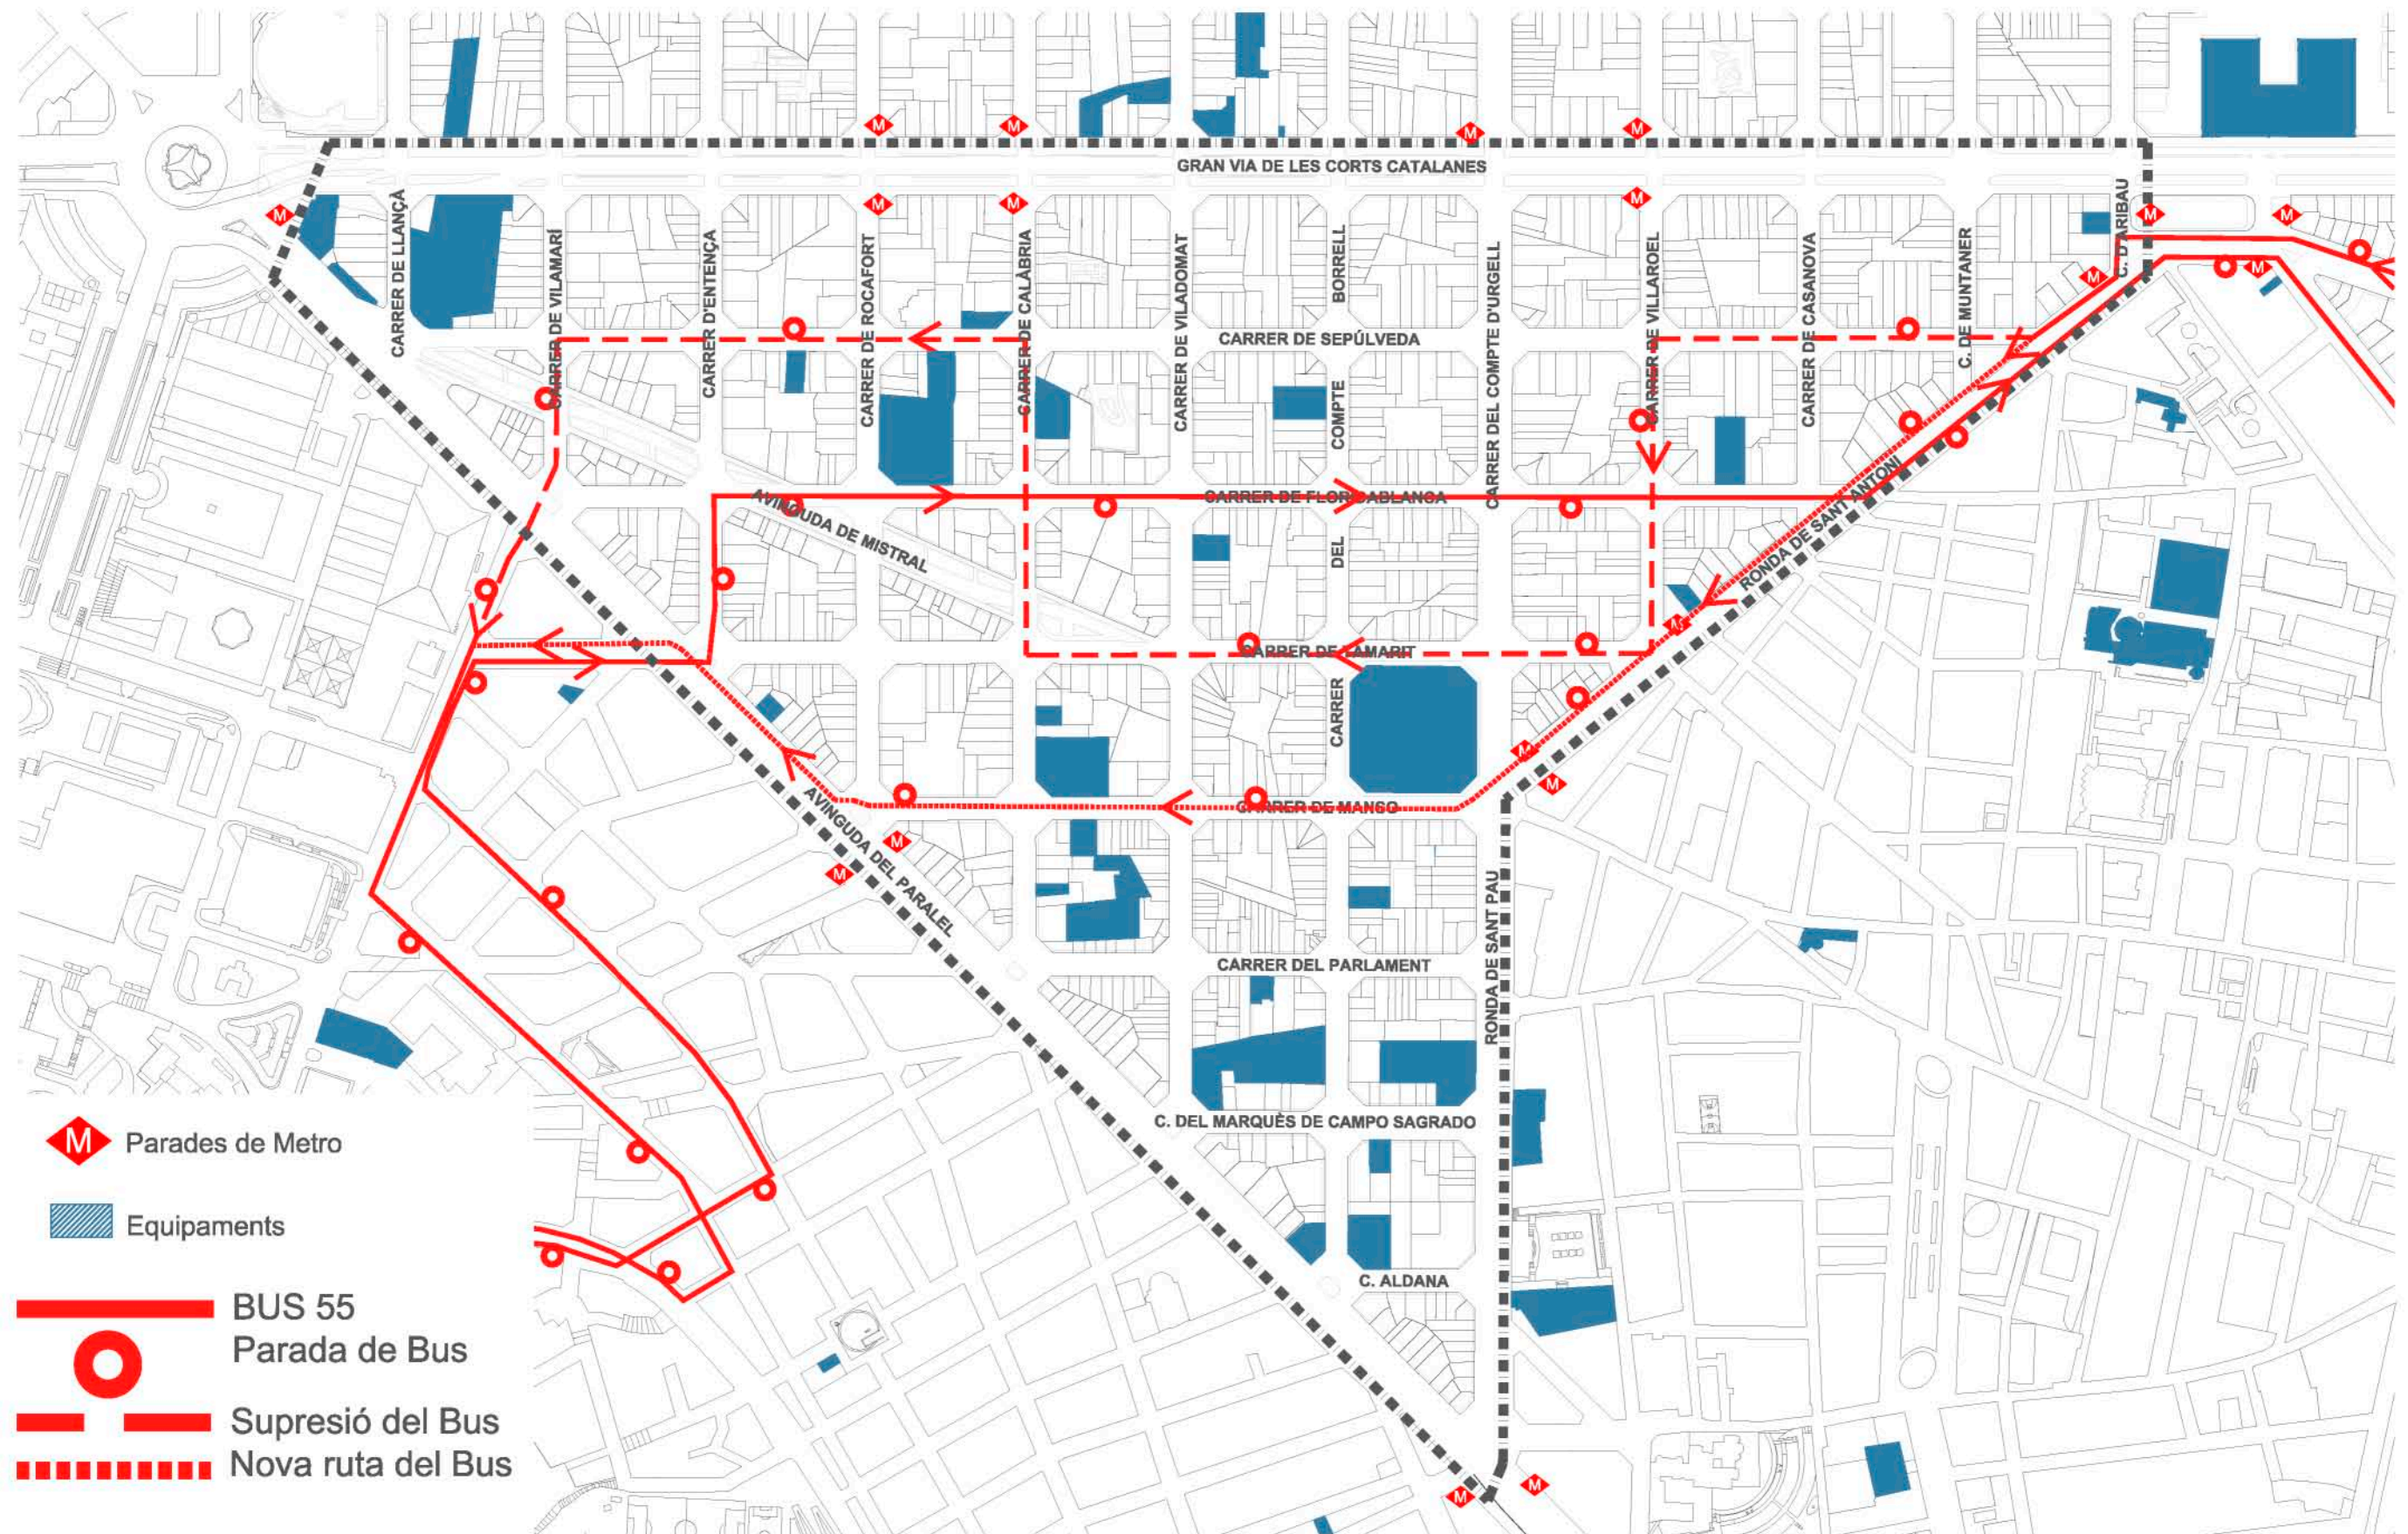 GRAN VIA DE LES CORTS CATALANES
CARRER DE LLANÇÀ
CARRER DE VILAMARÍ
CARRER D'ENTENÇA
CARRER DE ROCAFORT
CARRER DE CALÀBRIA
CARRER DE VILADOMAT
CARRER DEL COMPTE BORRELL
CARRER DEL COMPTE D'URGELL
CARRER DE VILLAROEL
CARRER DE CASANOVA
C. DE MUNTANER
C. D'ARIBAU
CARRER DE SEPÚLVEDA
AVINGUDA DE MISTRAL
CARRER DE FLORIDABLANCA
RONDA DE SANT ANTONI
CARRER DE TAMARIT
CARRER DE MANSO
AVINGUDA DEL PARALEL
RONDA DE SANT PAU
CARRER DEL PARLAMENT
C. DEL MARQUÈS DE CAMPO SAGRADO
C. ALDANA
M Parades de Metro
Equipaments
BUS 55
Parada de Bus
Supresió del Bus
Nova ruta del Bus